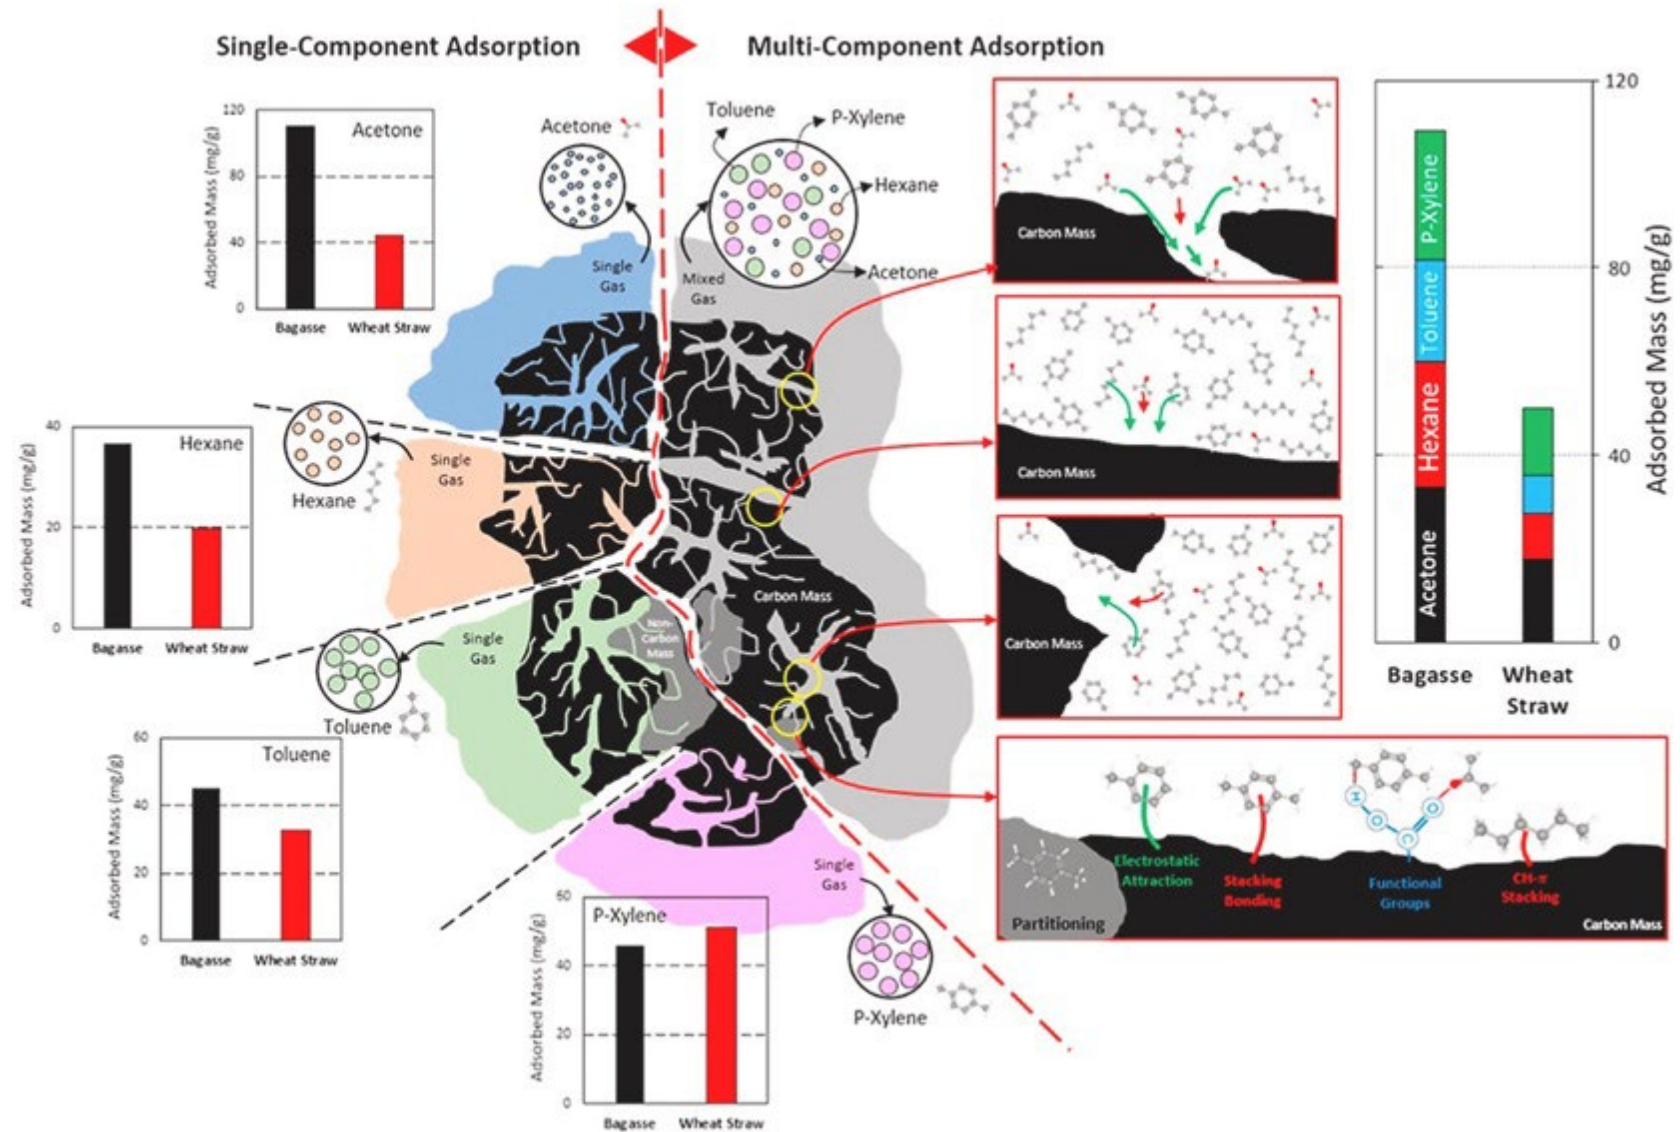 Single-Component Adsorption
Multi-Component Adsorption
120
80
40
0
Adsorbed Mass (mg/g)
Acetone
Bagasse
Wheat Straw
Acetone
Single
Gas
Toluene
P-Xylene
Hexane
Acetone
Mixed
Gas
40
20
0
Adsorbed Mass (mg/g)
Hexane
Bagasse
Wheat Straw
Hexane
Single
Gas
Toluene
Single
Gas
60
40
20
0
Adsorbed Mass (mg/g)
Toluene
Bagasse
Wheat Straw
Non-
Carbon
Mass
Carbon Mass
60
40
20
0
Adsorbed Mass (mg/g)
P-Xylene
Bagasse
Wheat Straw
Single
Gas
P-Xylene
Carbon Mass
Carbon Mass
Carbon Mass
Partitioning
Electrostatic
Attraction
Stacking
Bonding
H
O
C
O
Functional
Groups
CH-π
Stacking
Carbon Mass
120
80
40
0
Adsorbed Mass (mg/g)
P-Xylene
Toluene
Hexane
Acetone
Bagasse
Wheat
Straw